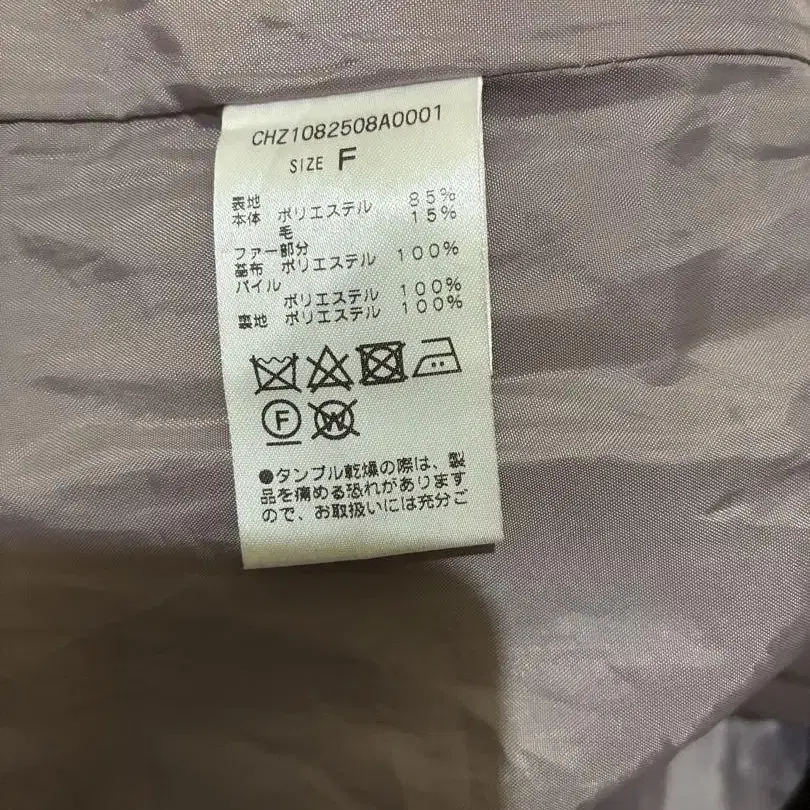 CHZ1082508A0001
SIZE F
表地
本体 ポリエステル 85%
毛 15%
ファー部分
基布 ポリエステル 100%
パイル
ポリエステル 100%
裏地 ポリエステル 100%
F
W
●タンブル乾燥の際は、製
品を痛める恐れがあります
ので、お取扱いには充分ご